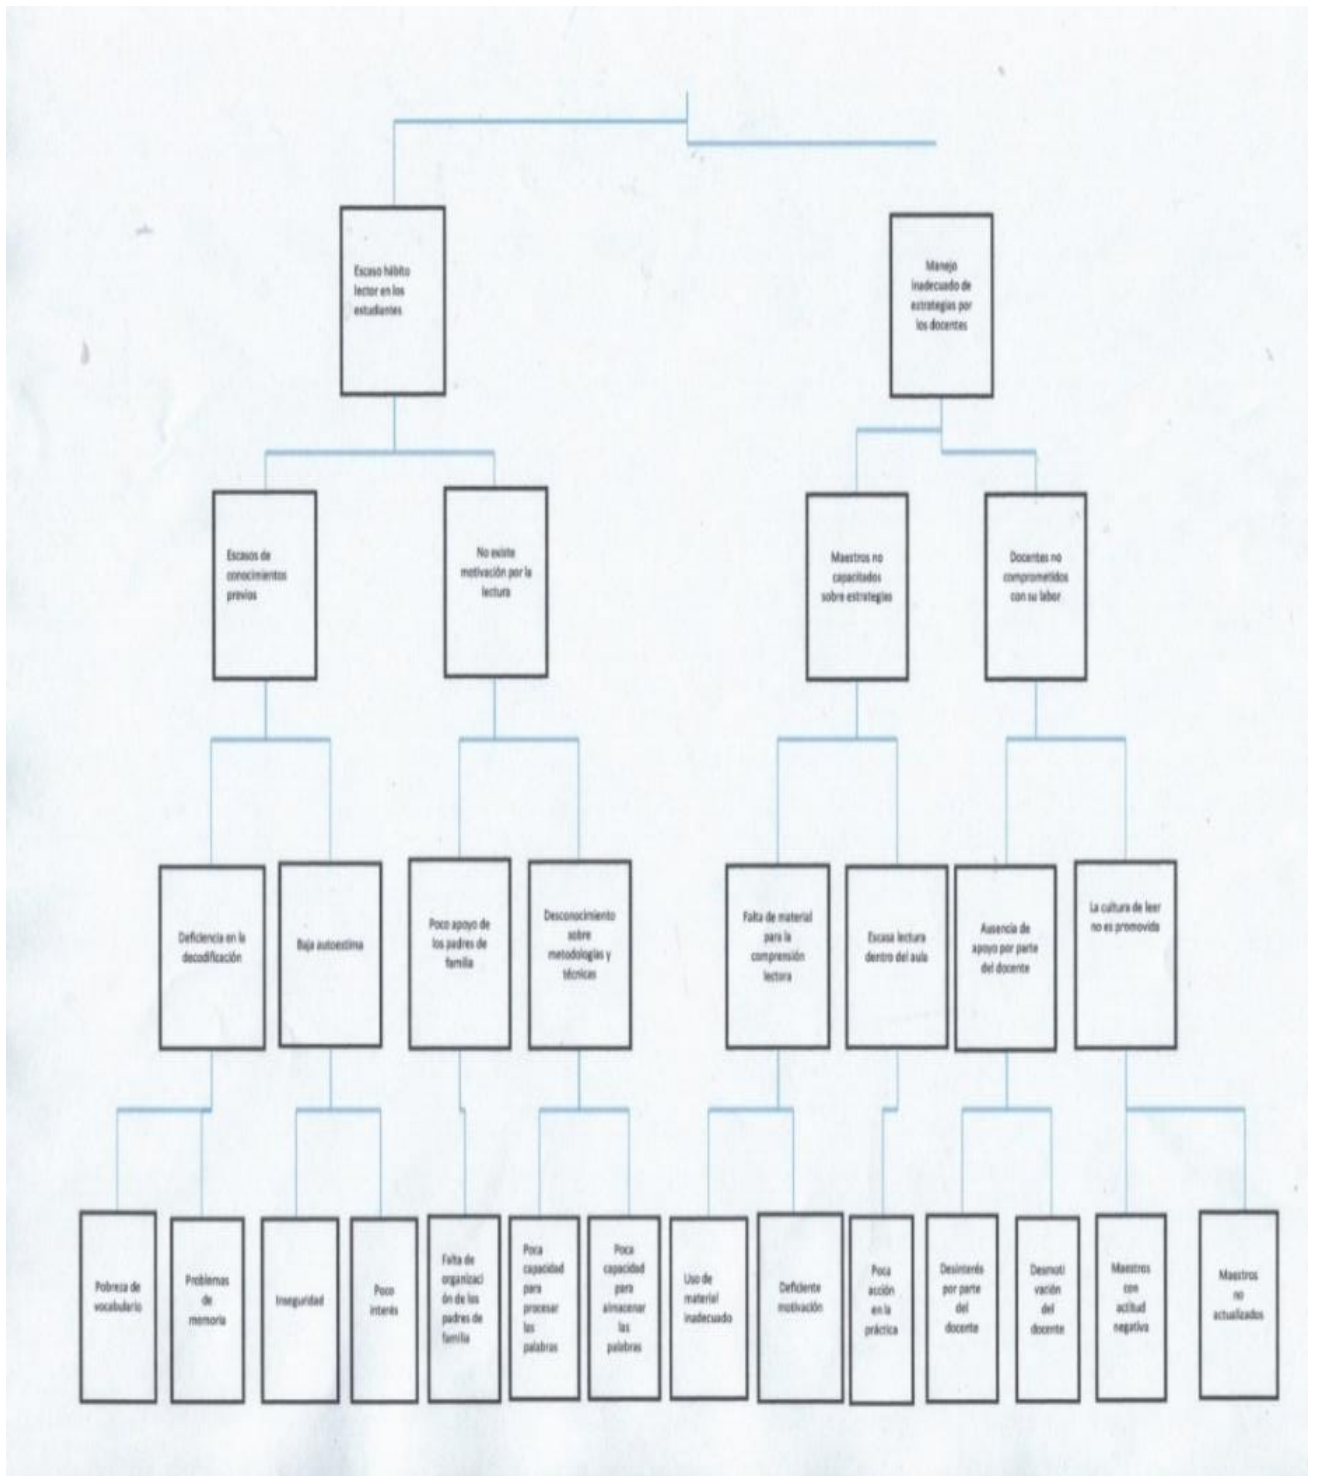 Escaso hábito
lector en los
estudiantes
Manejo
inadecuado de
estrategias por
los docentes
Escasos de
conocimientos
previos
No existe
motivación por la
lectura
Maestros no
capacitados
sobre estrategias
Docentes no
comprometidos
con su labor
Deficiencia en la
decodificación
Baja autoestima
Poco apoyo de
los padres de
familia
Desconocimiento
sobre
metodologías y
técnicas
Falta de material
para la
comprensión
lectora
Escasa lectura
dentro del aula
Ausencia de
apoyo por parte
del docente
La cultura de leer
no es promovida
Pobresa de
vocabulario
Problemas
de
memoria
Inseguridad
Poco
interés
Falta de
organizaci
ón de los
padres de
familia
Poca
capacidad
para
procesar
las
palabras
Poca
capacidad
para
almacenar
las
palabras
Uso de
material
inadecuado
Deficiente
motivación
Poca
acción
en la
práctica
Desinterés
por parte
del
docente
Desmoti
vación
del
docente
Maestros
con
actitud
negativa
Maestros
no
actualizados